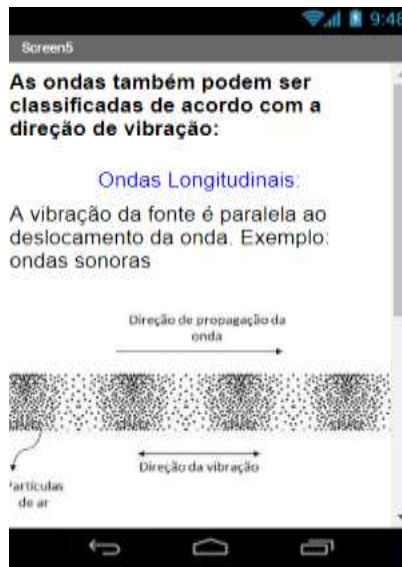 9:48
Screen5
As ondas também podem ser
classificadas de acordo com a
direção de vibração:
Ondas Longitudinais:
A vibração da fonte é paralela ao
deslocamento da onda. Exemplo:
ondas sonoras
Direção de propagação da
onda
Direção da vibração
Partículas
de ar